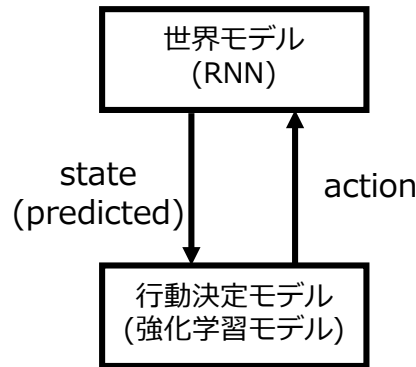 世界モデル
(RNN)
state
(predicted)
action
行動決定モデル
(強化学習モデル)